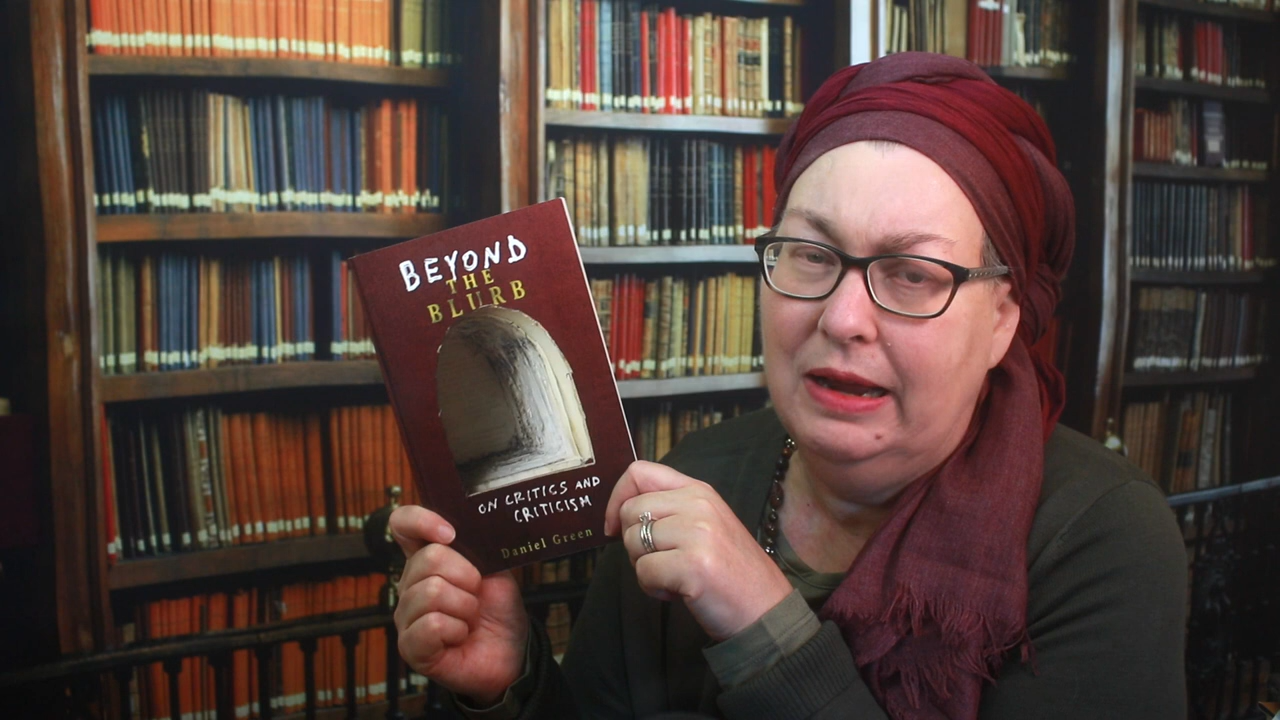 BEYOND
THE
BLURB
ON CRITICS AND
CRITICISM
Daniel Green